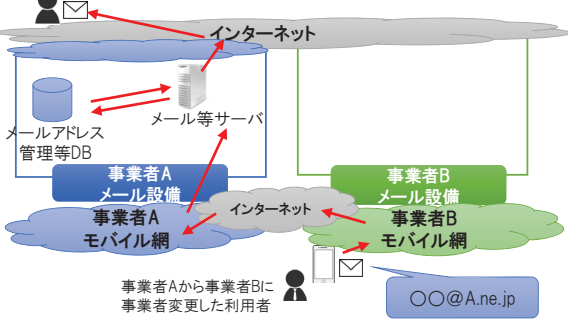 インターネット
メールアドレス
管理等DB
メール等サーバ
事業者A
メール設備
事業者B
メール設備
事業者A
モバイル網
インターネット
事業者B
モバイル網
事業者Aから事業者Bに
事業者変更した利用者
〇〇@A.ne.jp